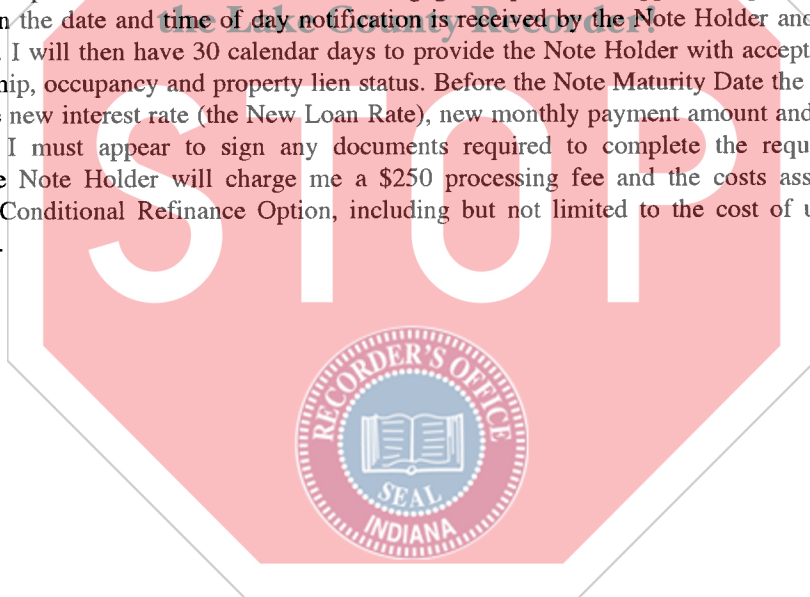 the Lake County Recorder!
n the date and time of day notification is received by the Note Holder and
. I will then have 30 calendar days to provide the Note Holder with accept
ip, occupancy and property lien status. Before the Note Maturity Date the
new interest rate (the New Loan Rate), new monthly payment amount and
I must appear to sign any documents required to complete the requ
e Note Holder will charge me a $250 processing fee and the costs ass
Conditional Refinance Option, including but not limited to the cost of u
STOP
RECORDER'S OFFICE
SEAL
INDIANA